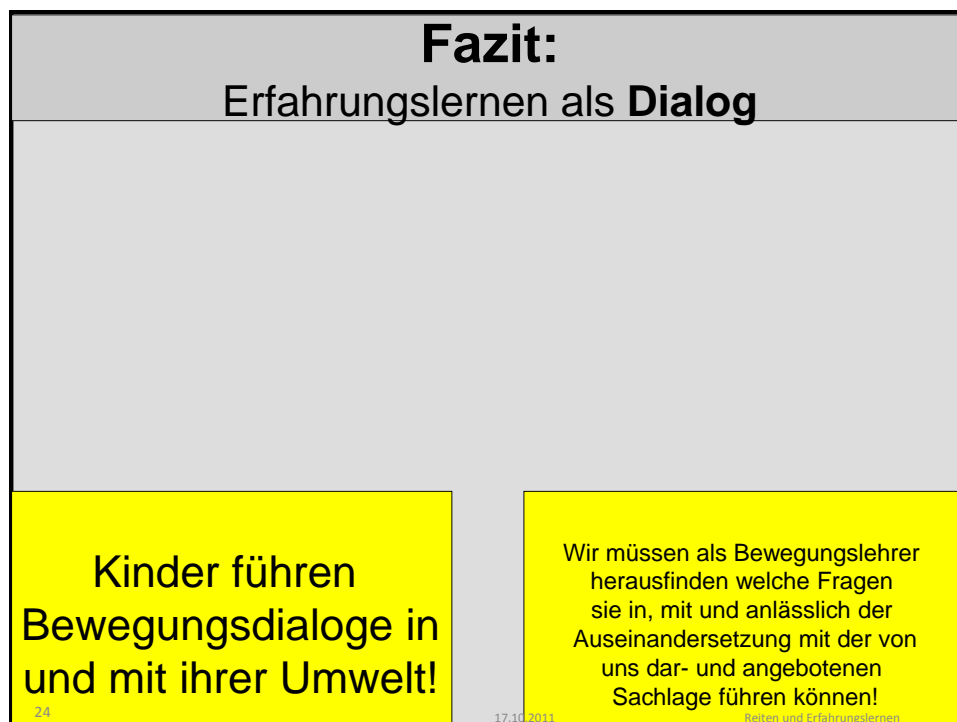 Fazit:
Erfahrungslernen als Dialog
Kinder führen
Bewegungsdialoge in
und mit ihrer Umwelt!
Wir müssen als Bewegungslehrer
herausfinden welche Fragen
sie in, mit und anlässlich der
Auseinandersetzung mit der von
uns dar- und angebotenen
Sachlage führen können!
24
17.10.2011
Reiten und Erfahrungslernen